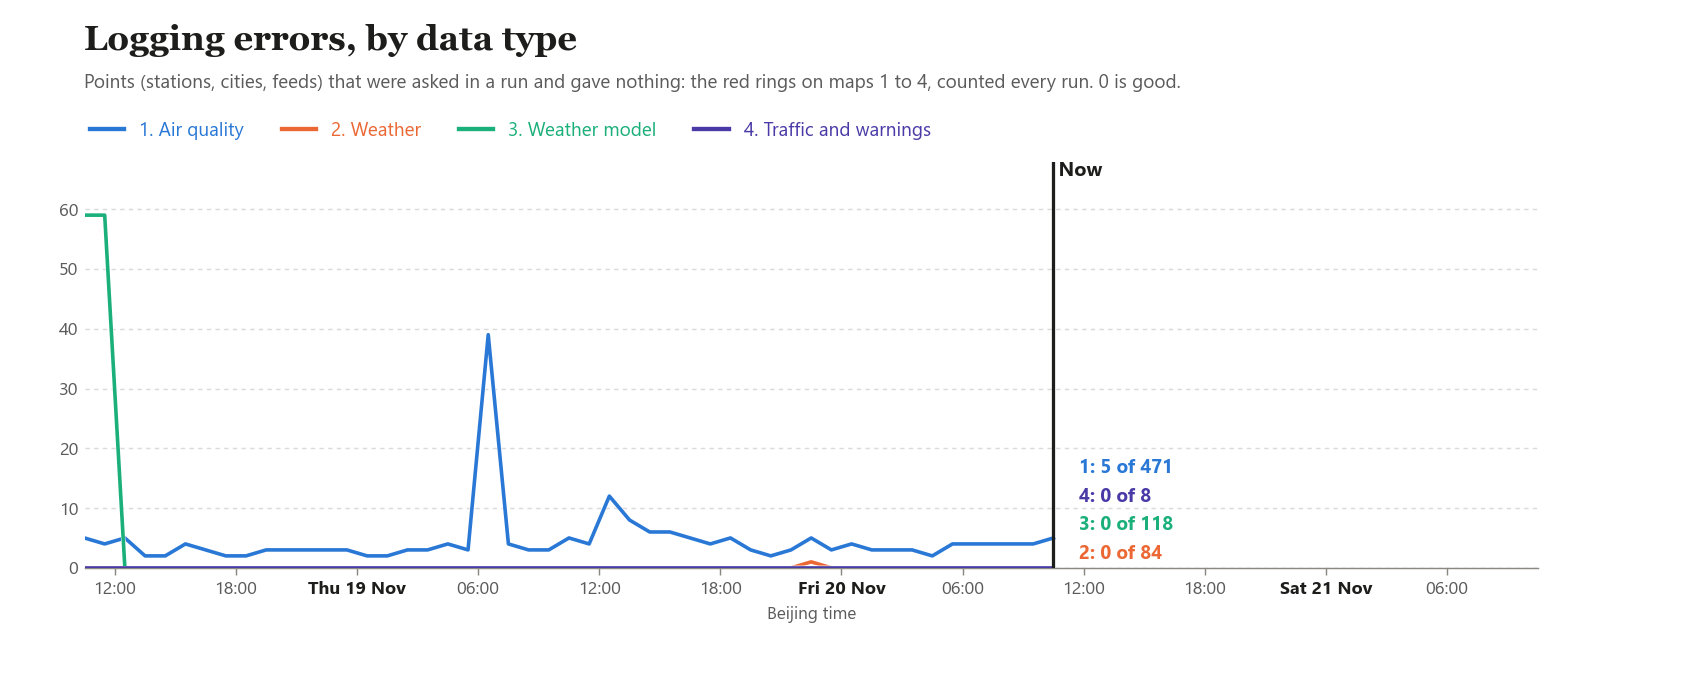 Logging errors, by data type
Points (stations, cities, feeds) that were asked in a run and gave nothing: the red rings on maps 1 to 4, counted every run. 0 is good.
1. Air quality 2. Weather 3. Weather model 4. Traffic and warnings
Now
60
50
40
30
20
10
0
1: 5 of 471
4: 0 of 8
3: 0 of 118
2: 0 of 84
12:00 18:00 Thu 19 Nov 06:00 12:00 18:00 Fri 20 Nov 06:00 12:00 18:00 Sat 21 Nov 06:00
Beijing time